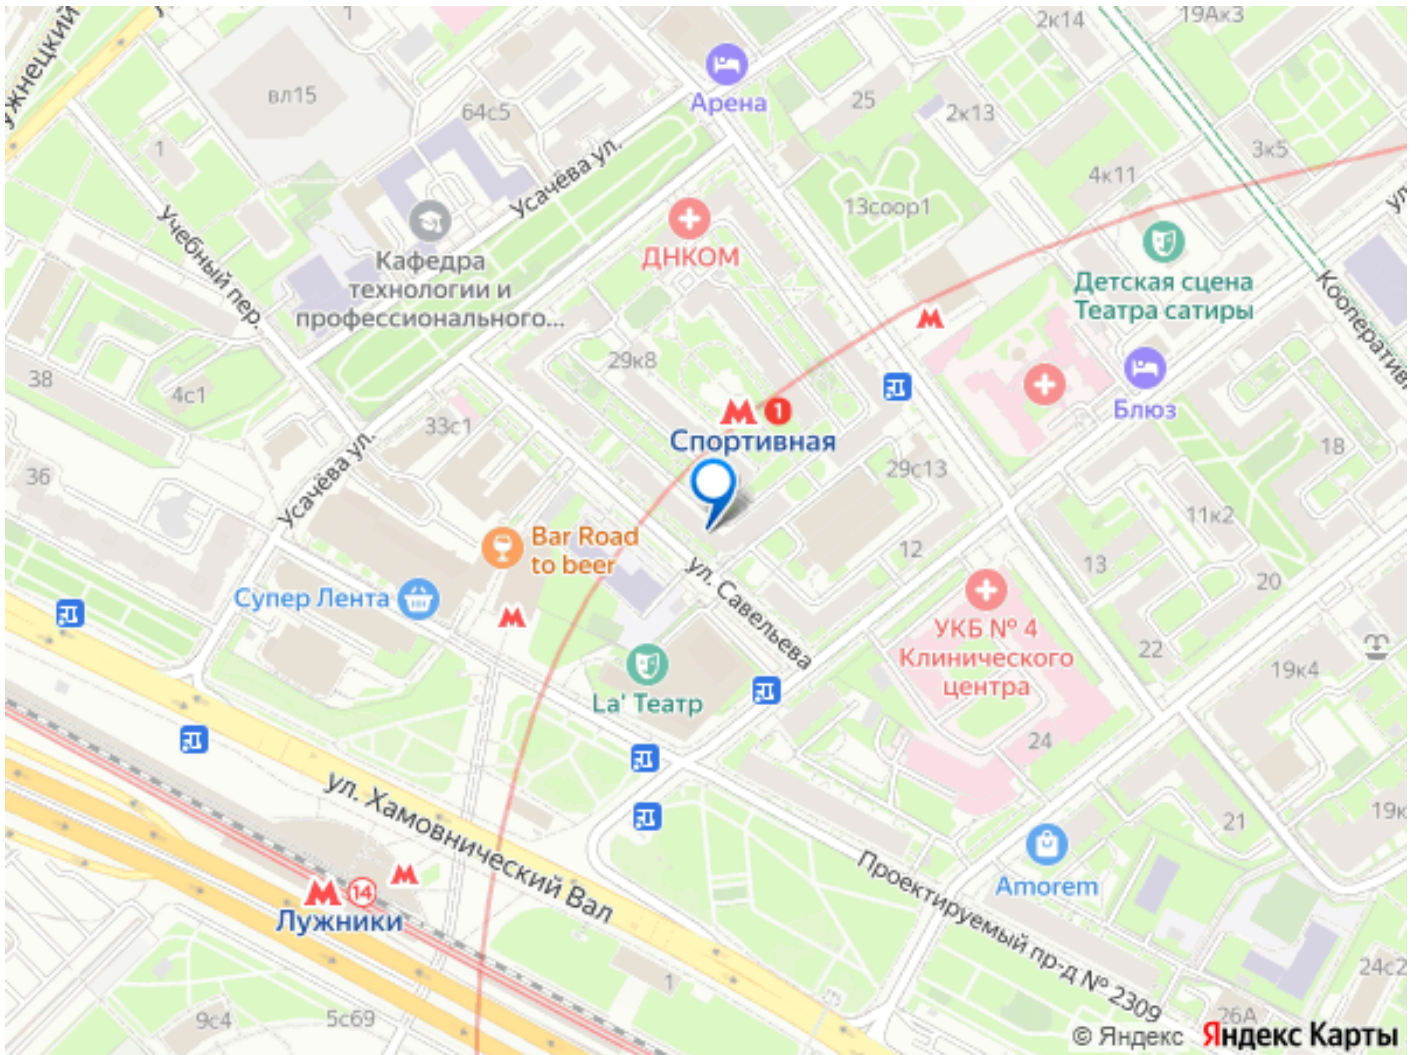 1
2к14
19Ак3
вл15
64с5
Арена
25
2к13
3к5
1
Усачёва ул.
4к11
13соор1
ул.
Учебный пер.
ДНКОМ
Кафедра
технологии и
профессионального...
Детская сцена
Театра сатиры
Кооператив
38
4с1
29к8
М
М 1
Спортивная
Блюз
33с1
18
36
Усачёва ул.
29с13
11к2
Bar Road
to beer
12
13
20
ул. Савельева
Супер Лента
М
УКБ № 4
Клинического
центра
22
19к4
La' Театр
24
ул. Хамовнический Вал
21
19к
Проектируемый пр-д № 2309
Amorem
М 14
М
Лужники
1
24с2
9с4
5с69
26А
© Яндекс Яндекс Карты